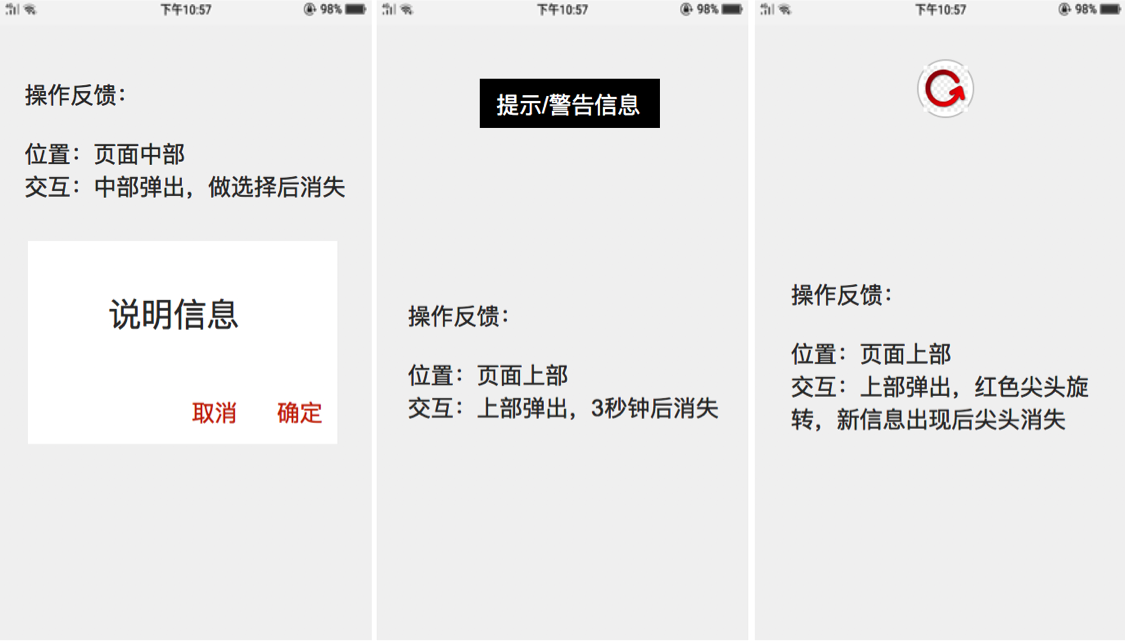 下午10:57
98%
操作反馈：
位置：页面中部
交互：中部弹出，做选择后消失
说明信息
取消
确定
下午10:57
98%
提示/警告信息
操作反馈：
位置：页面上部
交互：上部弹出，3秒钟后消失
下午10:57
98%
操作反馈：
位置：页面上部
交互：上部弹出，红色尖头旋
转，新信息出现后尖头消失